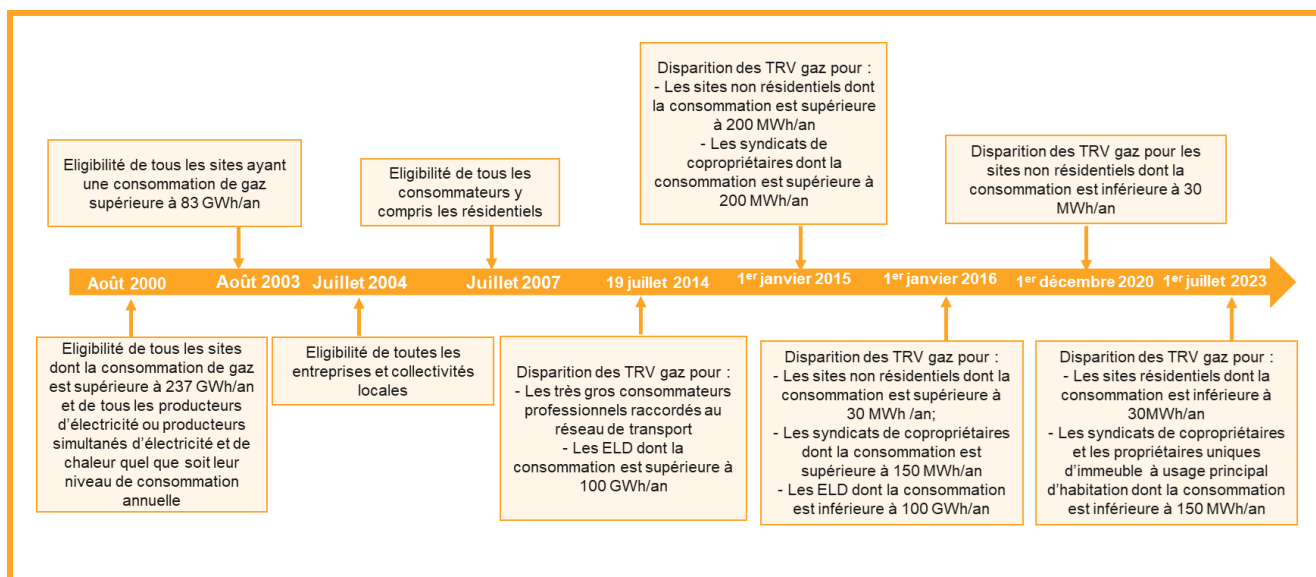 Disparition des TRV gaz pour :
- Les sites non résidentiels dont
la consommation est supérieure
à 200 MWh/an
- Les syndicats de
copropriétaires dont la
consommation est supérieure à
200 MWh/an
Eligibilité de tous les sites ayant
une consommation de gaz
supérieure à 83 GWh/an
Eligibilité de tous les
consommateurs y
compris les résidentiels
Disparition des TRV gaz pour les
sites non résidentiels dont la
consommation est inférieure à 30
MWh/an
Août 2000 Août 2003 Juillet 2004 Juillet 2007 19 juillet 2014 1er janvier 2015 1er janvier 2016 1er décembre 2020 1er juillet 2023
Eligibilité de tous les sites
dont la consommation de gaz
est supérieure à 237 GWh/an
et de tous les producteurs
d'électricité ou producteurs
simultanés d'électricité et de
chaleur quel que soit leur
niveau de consommation
annuelle
Eligibilité de toutes les
entreprises et collectivités
locales
Disparition des TRV gaz pour :
- Les très gros consommateurs
professionnels raccordés au
réseau de transport
- Les ELD dont la
consommation est supérieure à
100 GWh/an
Disparition des TRV gaz pour :
- Les sites non résidentiels dont la
consommation est supérieure à
30 MWh /an;
- Les syndicats de copropriétaires
dont la consommation est
supérieure à 150 MWh/an
- Les ELD dont la consommation
est inférieure à 100 GWh/an
Disparition des TRV gaz pour :
- Les sites résidentiels dont la
consommation est inférieure à
30MWh/an
- Les syndicats de copropriétaires
et les propriétaires uniques
d'immeuble à usage principal
d'habitation dont la consommation
est inférieure à 150 MWh/an